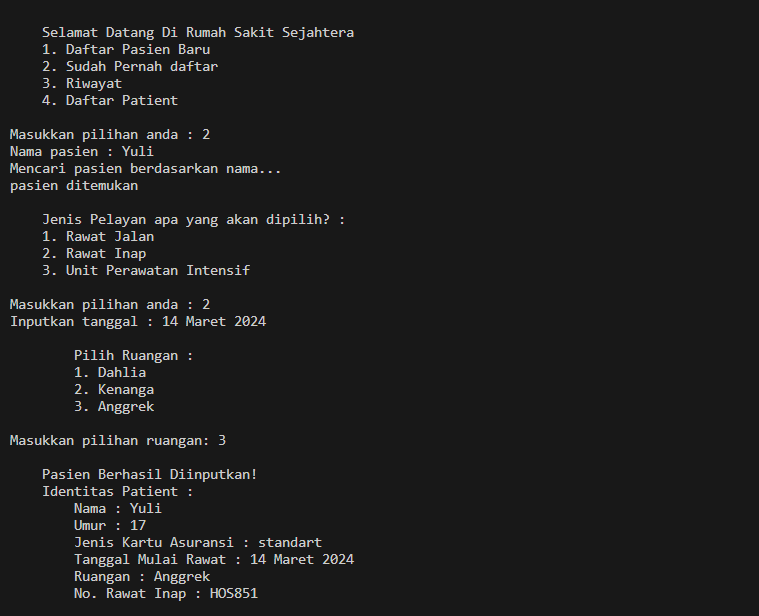 Selamat Datang Di Rumah Sakit Sejahtera
1. Daftar Pasien Baru
2. Sudah Pernah daftar
3. Riwayat
4. Daftar Patient
Masukkan pilihan anda : 2
Nama pasien : Yuli
Mencari pasien berdasarkan nama...
pasien ditemukan
Jenis Pelayan apa yang akan dipilih? :
1. Rawat Jalan
2. Rawat Inap
3. Unit Perawatan Intensif
Masukkan pilihan anda : 2
Inputkan tanggal : 14 Maret 2024
Pilih Ruangan :
1. Dahlia
2. Kenanga
3. Anggrek
Masukkan pilihan ruangan: 3
Pasien Berhasil Diinputkan!
Identitas Patient :
Nama : Yuli
Umur : 17
Jenis Kartu Asuransi : standart
Tanggal Mulai Rawat : 14 Maret 2024
Ruangan : Anggrek
No. Rawat Inap : HOS851